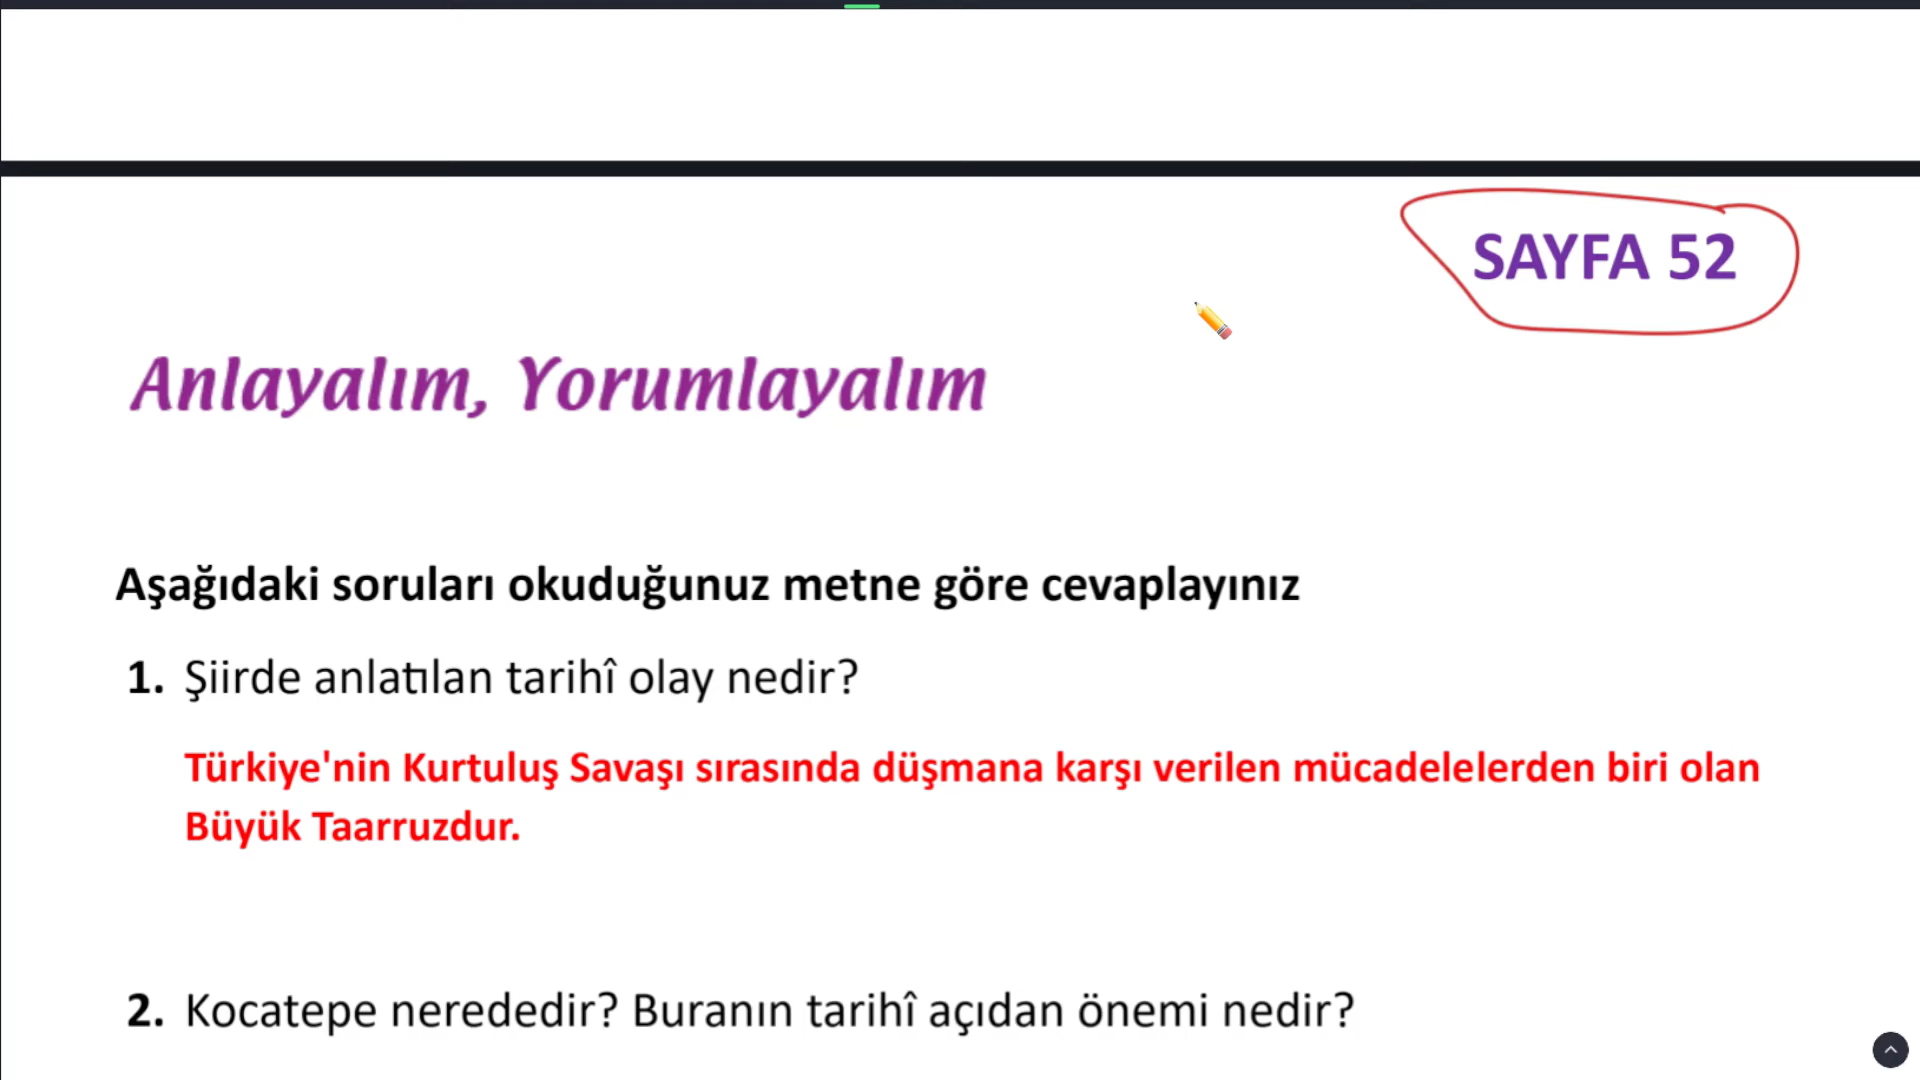 SAYFA 52
Anlayalım, Yorumlayalım
Aşağıdaki soruları okuduğunuz metne göre cevaplayınız
1. Şiirde anlatılan tarihî olay nedir?
Türkiye'nin Kurtuluş Savaşı sırasında düşmana karşı verilen mücadelelerden biri olan
Büyük Taarruzdur.
2. Kocatepe nerededir? Buranın tarihî açıdan önemi nedir?